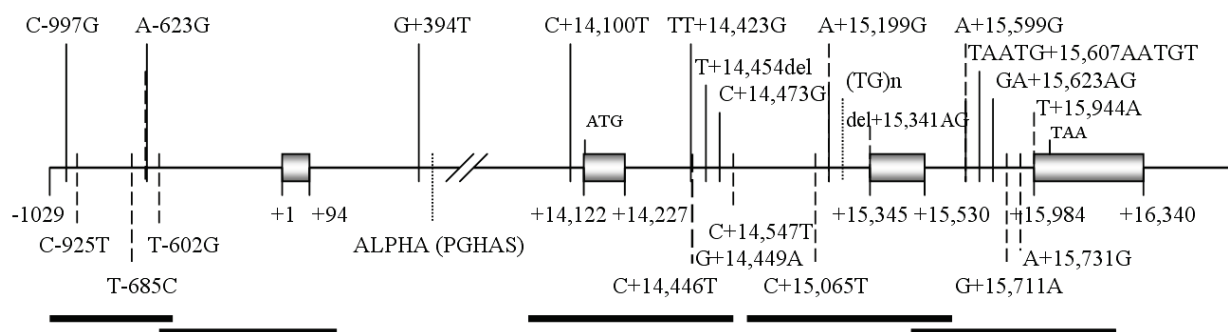 C-997G A-623G G+394T C+14,100T TT+14,423G A+15,199G A+15,599G
TAATG+15,607AATGT
T+14,454del (TG)n GA+15,623AG
C+14,473G T+15,944A
ATG del+15,341AG TAA
-1029 +1 +94 +14,122 +14,227 +15,345 +15,530 +15,984 +16,340
C-925T T-602G ALPHA (PGHAS) C+14,547T
G+14,449A A+15,731G
T-685C C+14,446T C+15,065T G+15,711A